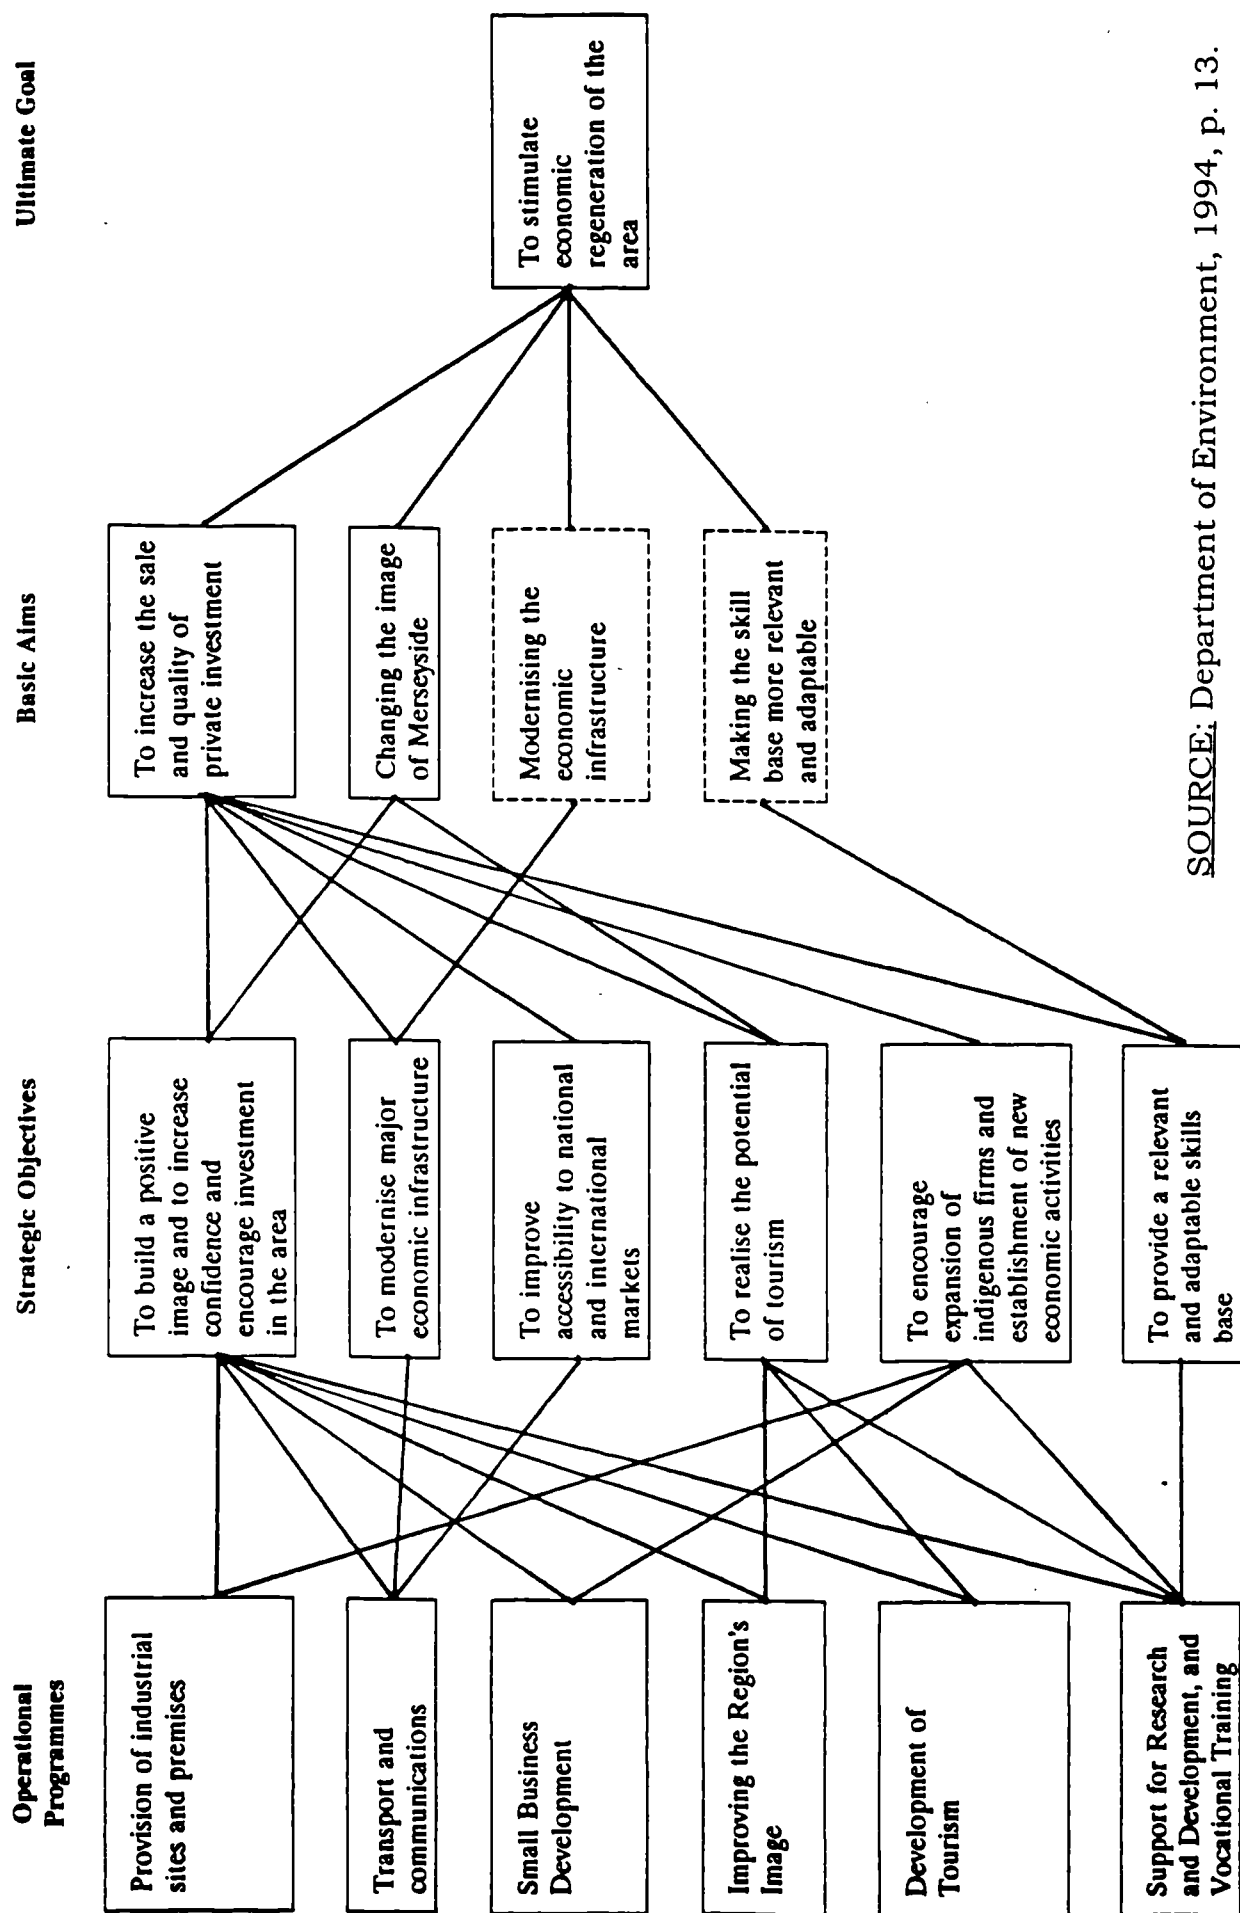 Operational
Programmes
Provision of industrial
sites and premises
Transport and
communications
Small Business
Development
Improving the Region's
Image
Development of
Tourism
Support for Research
and Development, and
Vocational Training
Strategic Objectives
To build a positive
image and to increase
confidence and
encourage investment
in the area
To modernise major
economic infrastructure
To improve
accessibility to national
and international
markets
To realise the potential
of tourism
To encourage
expansion of
indigenous firms and
establishment of new
economic activities
To provide a relevant
and adaptable skills
base
Basic Aims
To increase the sale
and quality of
private investment
Changing the image
of Merseyside
Modernising the
economic
infrastructure
Making the skill
base more relevant
and adaptable
Ultimate Goal
To stimulate
economic
regeneration of the
area
SOURCE: Department of Environment, 1994, p. 13.